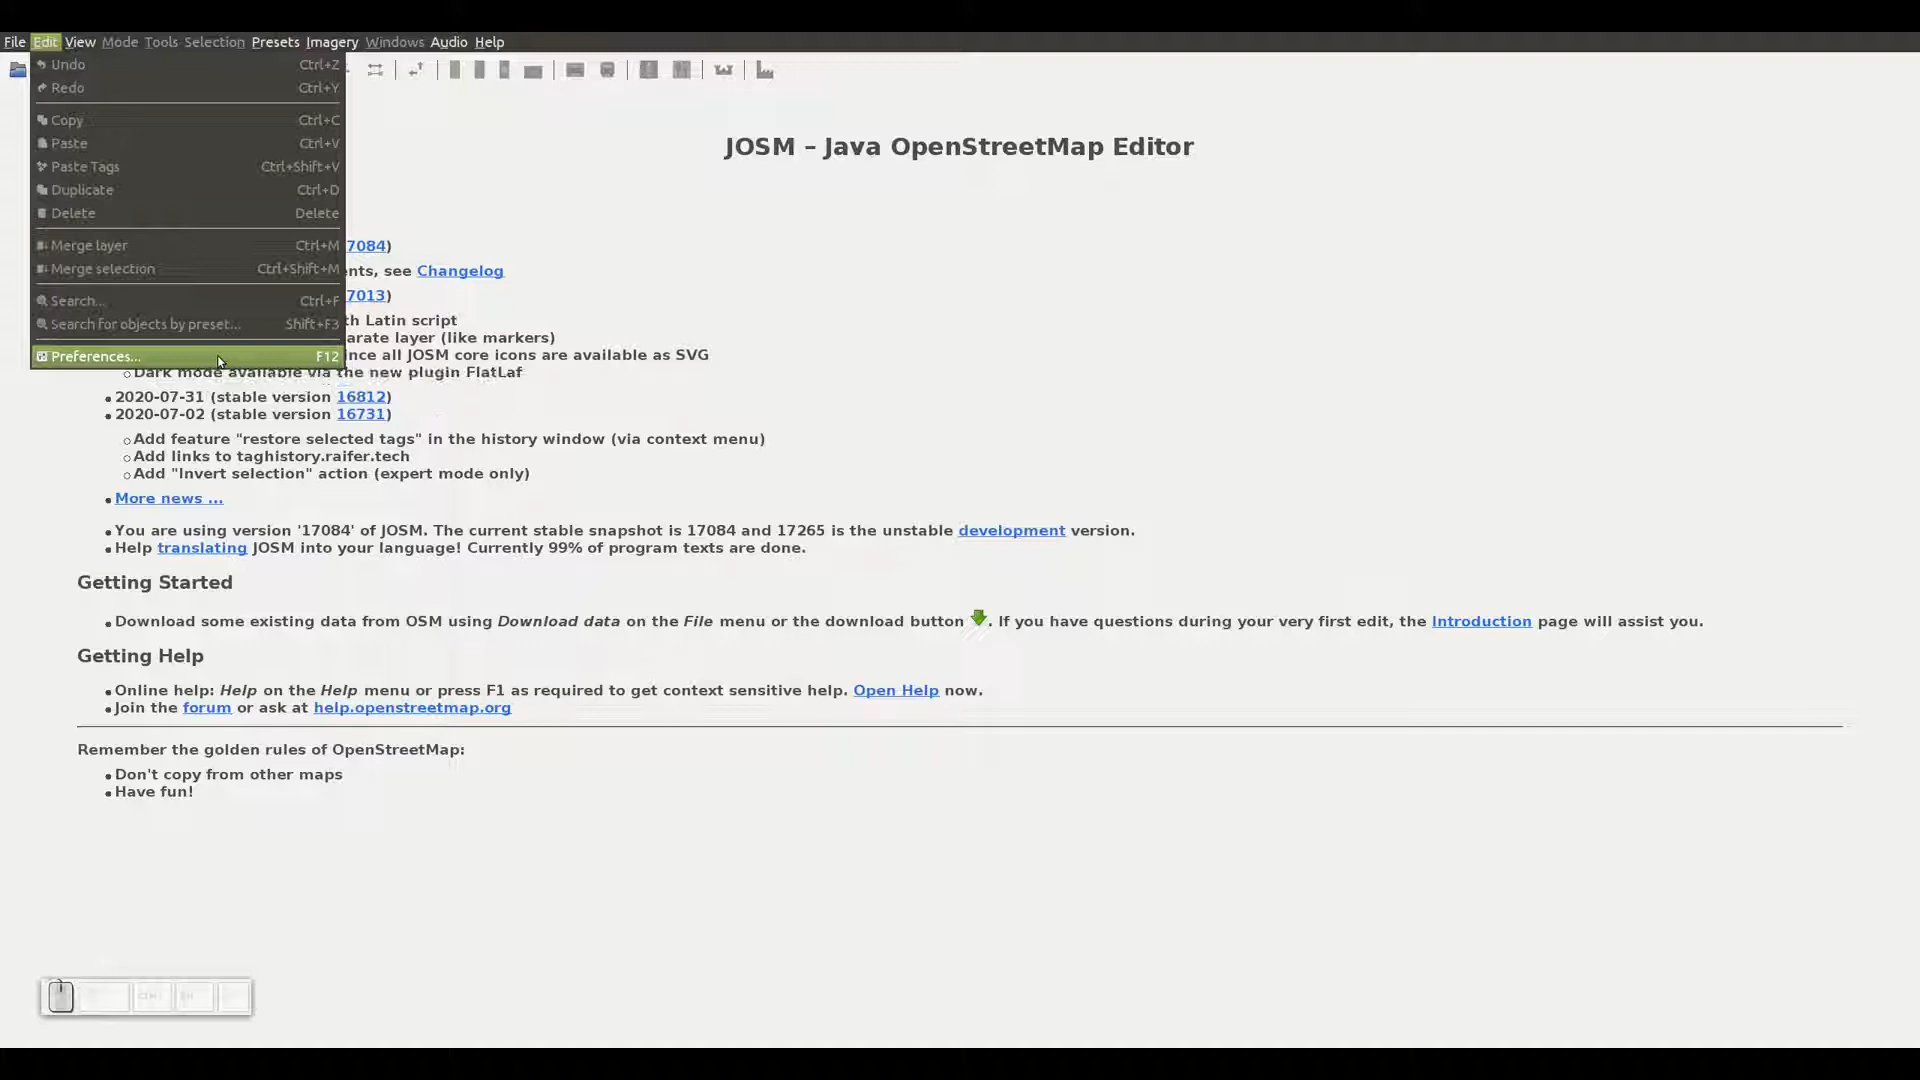 File Edit View Mode Tools Selection Presets Imagery Windows Audio Help
Undo Ctrl+Z
Redo Ctrl+Y
Copy Ctrl+C
Paste Ctrl+V
Paste Tags Ctrl+Shift+V
Duplicate Ctrl+D
Delete Delete
Merge layer Ctrl+M
Merge selection Ctrl+Shift+M
Search... Ctrl+F
Search for objects by preset... Shift+F3
Preferences... F12
JOSM – Java OpenStreetMap Editor
7084)
nts, see Changelog
7013)
th Latin script
arate layer (like markers)
ince all JOSM core icons are available as SVG
Dark mode available via the new plugin FlatLaf
2020-07-31 (stable version 16812)
2020-07-02 (stable version 16731)
Add feature "restore selected tags" in the history window (via context menu)
Add links to taghistory.raifer.tech
Add "Invert selection" action (expert mode only)
More news ...
You are using version '17084' of JOSM. The current stable snapshot is 17084 and 17265 is the unstable development version.
Help translating JOSM into your language! Currently 99% of program texts are done.
Getting Started
Download some existing data from OSM using Download data on the File menu or the download button . If you have questions during your very first edit, the Introduction page will assist you.
Getting Help
Online help: Help on the Help menu or press F1 as required to get context sensitive help. Open Help now.
Join the forum or ask at help.openstreetmap.org
Remember the golden rules of OpenStreetMap:
Don't copy from other maps
Have fun!